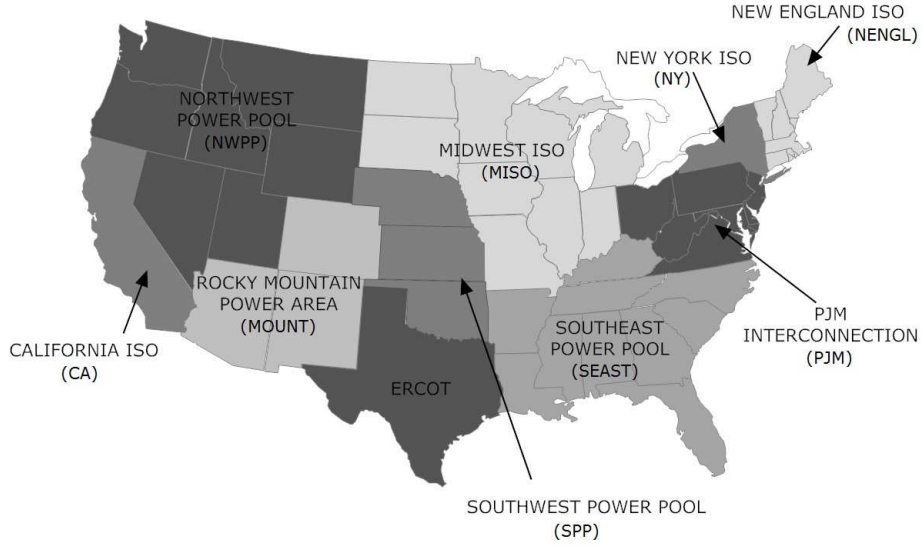 NEW ENGLAND ISO
(NENGL)
NEW YORK ISO
(NY)
NORTHWEST
POWER POOL
(NWPP)
MIDWEST ISO
(MISO)
ROCKY MOUNTAIN
POWER AREA
(MOUNT)
CALIFORNIA ISO
(CA)
SOUTHEAST
POWER POOL
(SEAST)
PJM
INTERCONNECTION
(PJM)
ERCOT
SOUTHWEST POWER POOL
(SPP)